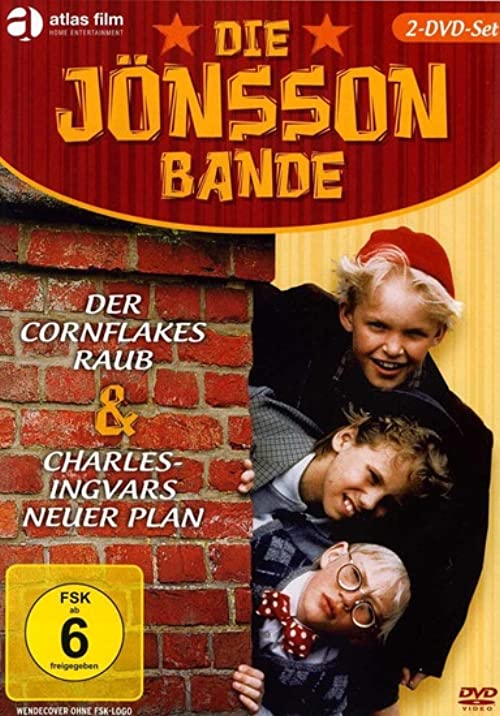 a atlas film
HOME ENTERTAINMENT
2-DVD-Set
DIE
JÖNSSON
BANDE
DER
CORNFLAKES
RAUB
&
CHARLES-
INGVARS
NEUER PLAN
FSK
ab
6
freigegeben
WENDECOVER OHNE FSK-LOGO
DVD
VIDEO